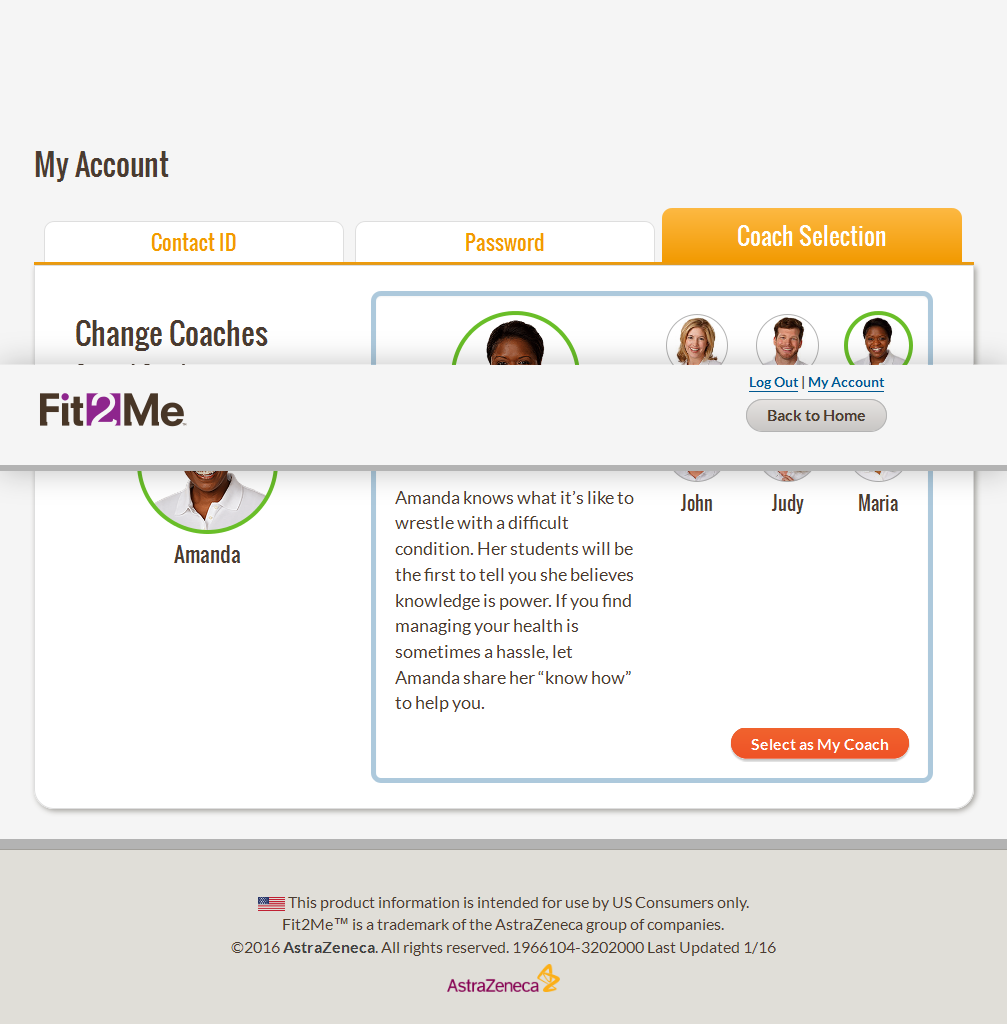 My Account
Contact ID
Password
Coach Selection
Change Coaches
Log Out | My Account
Fit2Me™
Back to Home
Amanda
Amanda knows what it’s like to
wrestle with a difficult
condition. Her students will be
the first to tell you she believes
knowledge is power. If you find
managing your health is
sometimes a hassle, let
Amanda share her “know how”
to help you.
John
Judy
Maria
Select as My Coach
This product information is intended for use by US Consumers only.
Fit2Me™ is a trademark of the AstraZeneca group of companies.
©2016 AstraZeneca. All rights reserved. 1966104-3202000 Last Updated 1/16
AstraZeneca